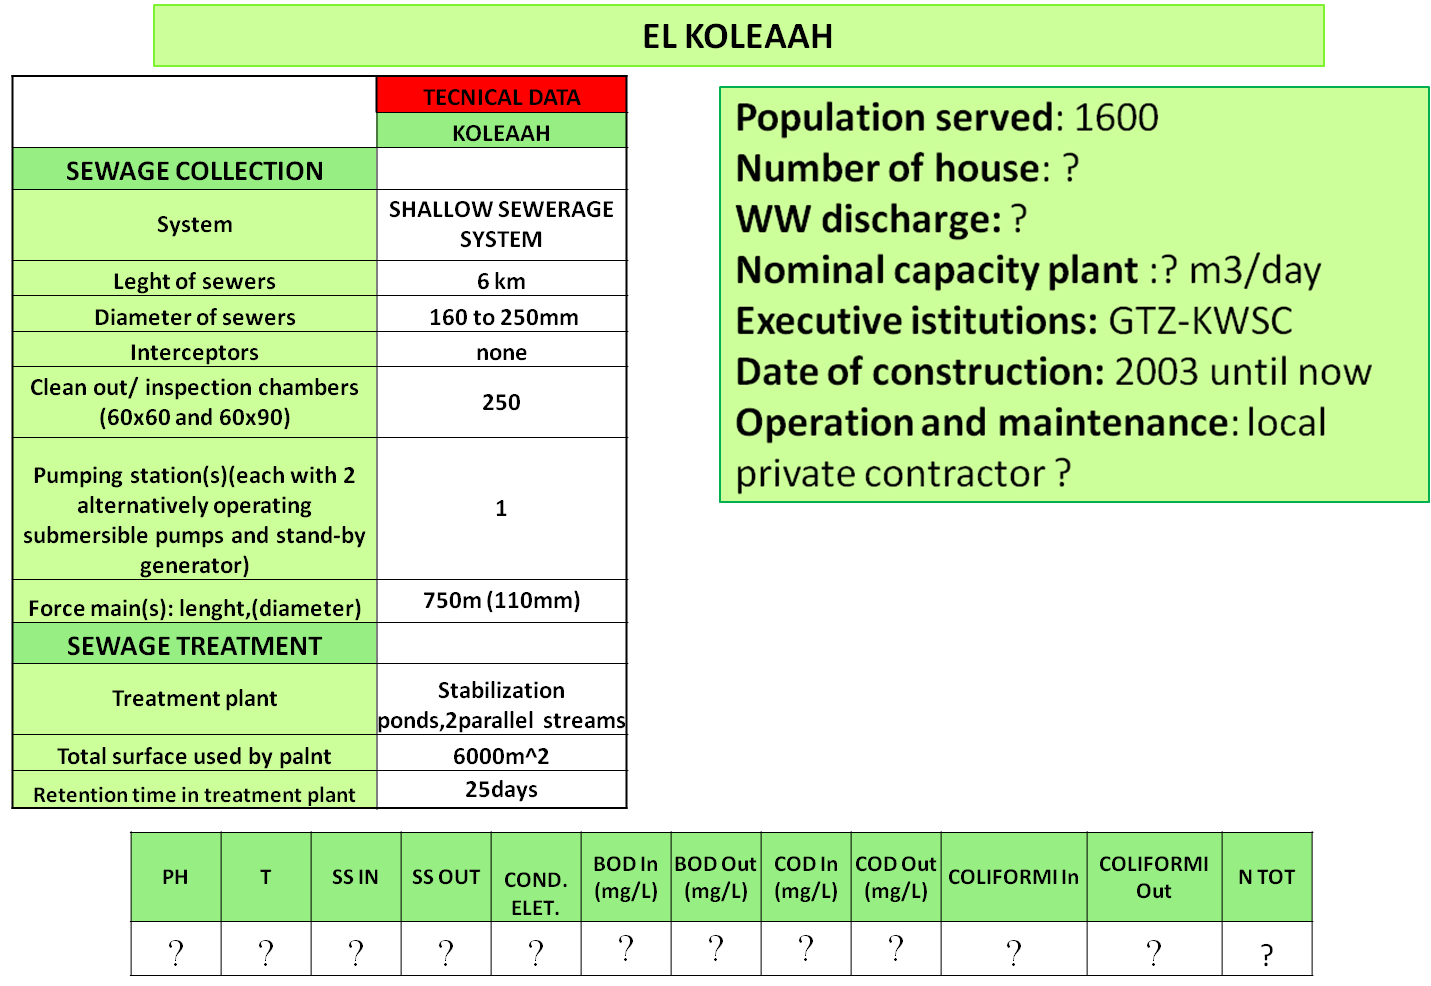 EL KOLEAAH
TECNICAL DATA
KOLEAAH
SEWAGE COLLECTION
System
SHALLOW SEWERAGE
SYSTEM
Leght of sewers
6 km
Diameter of sewers
160 to 250mm
Interceptors
none
Clean out/ inspection chambers
(60x60 and 60x90)
250
Pumping station(s)(each with 2
alternatively operating
submersible pumps and stand-by
generator)
1
Force main(s): lenght,(diameter)
750m (110mm)
SEWAGE TREATMENT
Treatment plant
Stabilization
ponds,2parallel streams
Total surface used by palnt
6000m^2
Retention time in treatment plant
25days
Population served: 1600
Number of house: ?
WW discharge: ?
Nominal capacity plant :? m3/day
Executive istitutions: GTZ-KWSC
Date of construction: 2003 until now
Operation and maintenance: local
private contractor ?
PH
T
SS IN
SS OUT
COND.
ELET.
BOD In
(mg/L)
BOD Out
(mg/L)
COD In
(mg/L)
COD Out
(mg/L)
COLIFORMI In
COLIFORMI
Out
N TOT
?
?
?
?
?
?
?
?
?
?
?
?